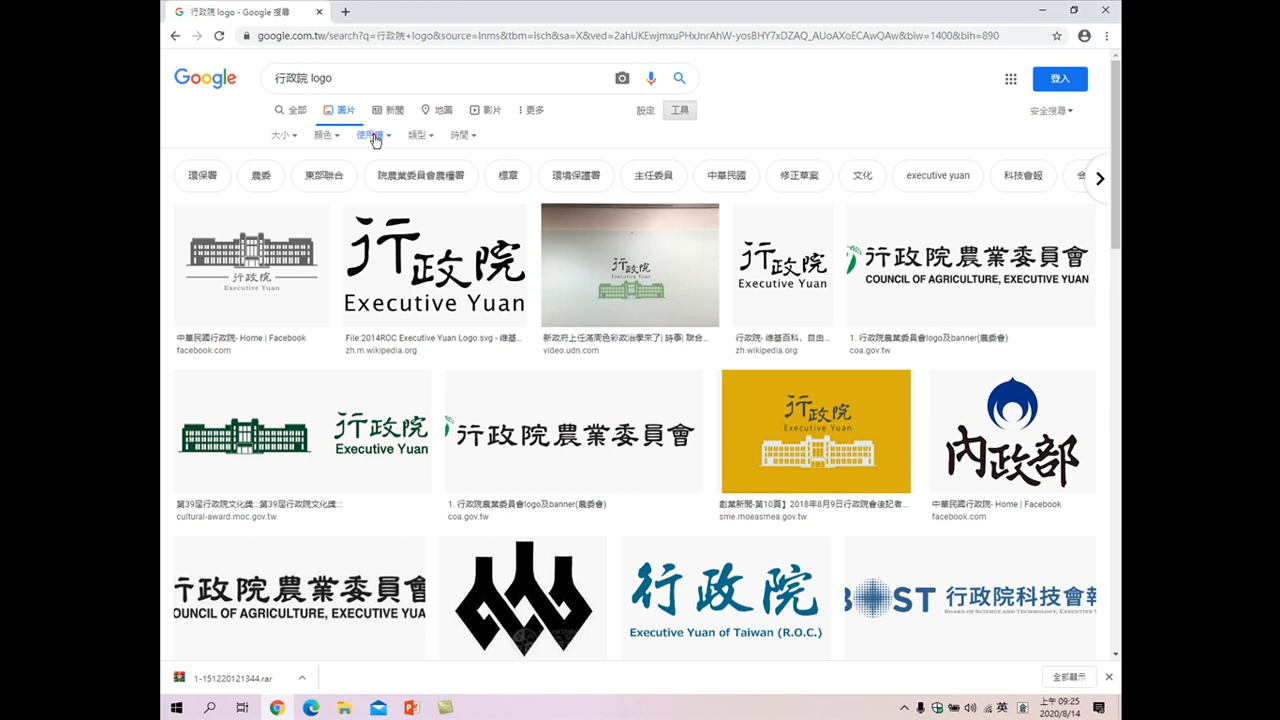 行政院 logo - Google 搜尋
google.com.tw/search?q=行政院+logo&source=lnms&tbm=isch&sa=X&ved=2ahUKEwjmxuPHxJnrAhW-yosBHY7xDZAQ_AUoAXoECAwQAw&biw=1400&bih=890
Google
行政院 logo
登入
全部
圖片
新聞
地圖
影片
更多
設定
工具
安全搜尋
大小
顏色
類型
時間
環保署
農委
東部聯合
院農業委員會農糧署
標章
環境保護署
主任委員
中華民國
修正草案
文化
executive yuan
科技會報
行政院
Executive Yuan
行政院
Executive Yuan
行政院
Executive Yuan
行政院
Executive Yuan
行政院農業委員會
COUNCIL OF AGRICULTURE, EXECUTIVE YUAN
中華民國行政院- Home | Facebook
facebook.com
File:2014ROC Executive Yuan Logo.svg - 維基...
zh.m.wikipedia.org
新政府上任滿周色彩政治學來了| 時事| 聯合...
video.udn.com
行政院- 維基百科，自由...
zh.wikipedia.org
1. 行政院農業委員會logo及banner(農委會)
coa.gov.tw
行政院
Executive Yuan
行政院農業委員會
行政院
Executive Yuan
內政部
第39屆行政院文化獎:::第39屆行政院文化獎:::
cultural-award.moc.gov.tw
1. 行政院農業委員會logo及banner(農委會)
coa.gov.tw
創業新聞-第10頁】2018年8月9日行政院會後記者...
sme.moeasmea.gov.tw
中華民國行政院- Home | Facebook
facebook.com
行政院農業委員會
OUNCIL OF AGRICULTURE, EXECUTIVE YUA
行政院
Executive Yuan of Taiwan (R.O.C.)
BOST 行政院科技會報
BOARD OF SCIENCE AND TECHNOLOGY, EXECUTIVE Y
1-151220121344.rar
全部顯示
英
上午 09:25
2020/8/14